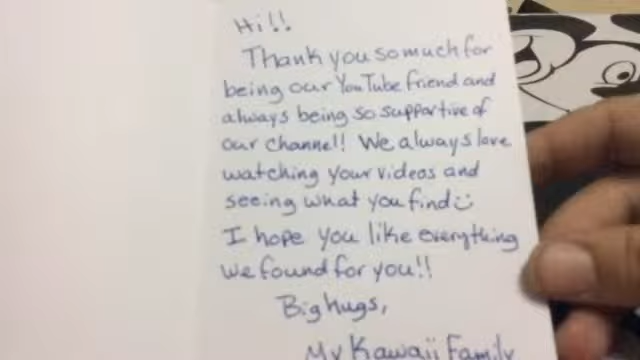 Hi!!
Thank you so much for
being our YouTube friend and
always being so supportive of
our channel! We always love
watching your videos and
seeing what you find
I hope you like everything
we found for you!!
Big hugs,
My Kawaii Family